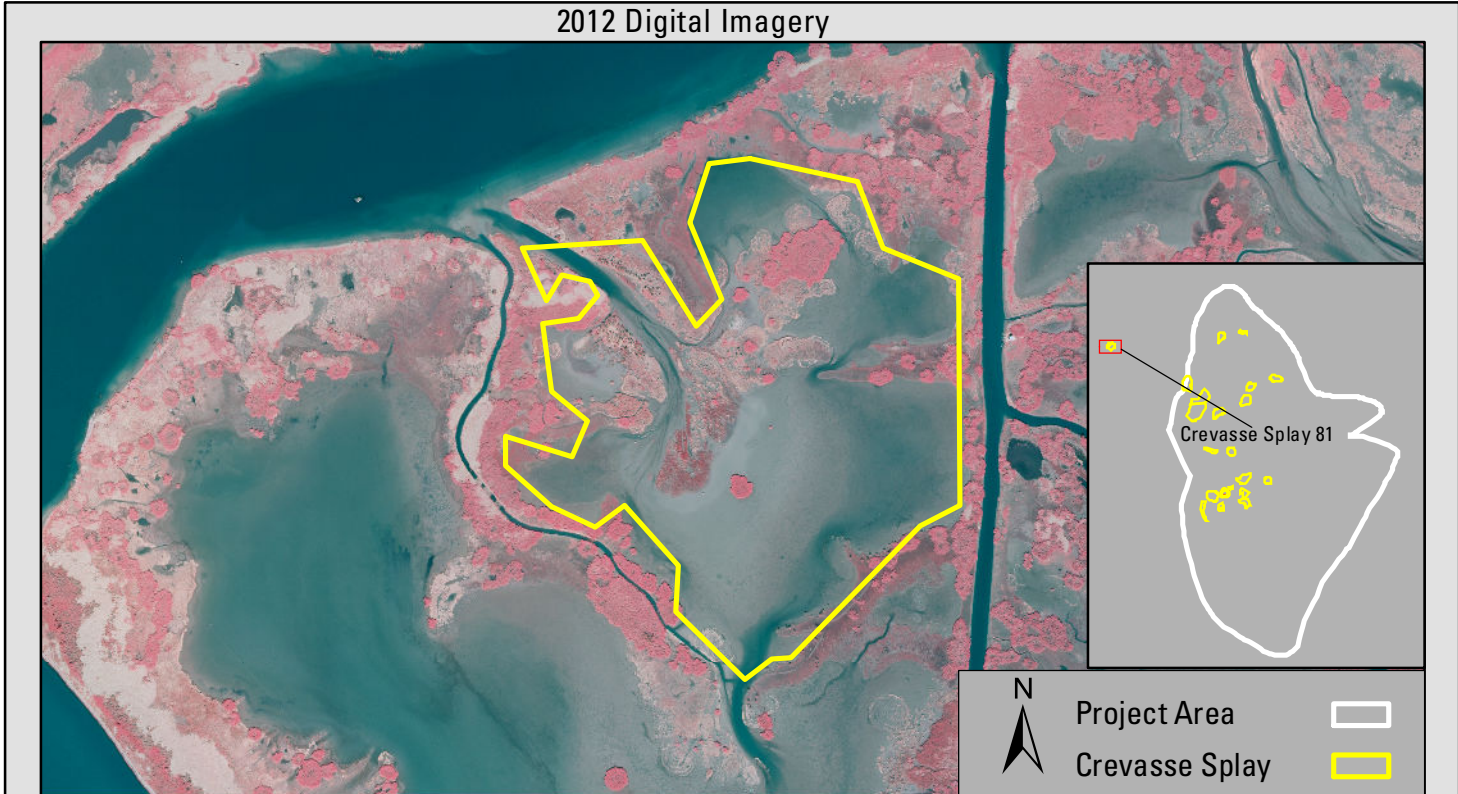 2012 Digital Imagery
Crevasse Splay 81
N
Project Area
Crevasse Splay